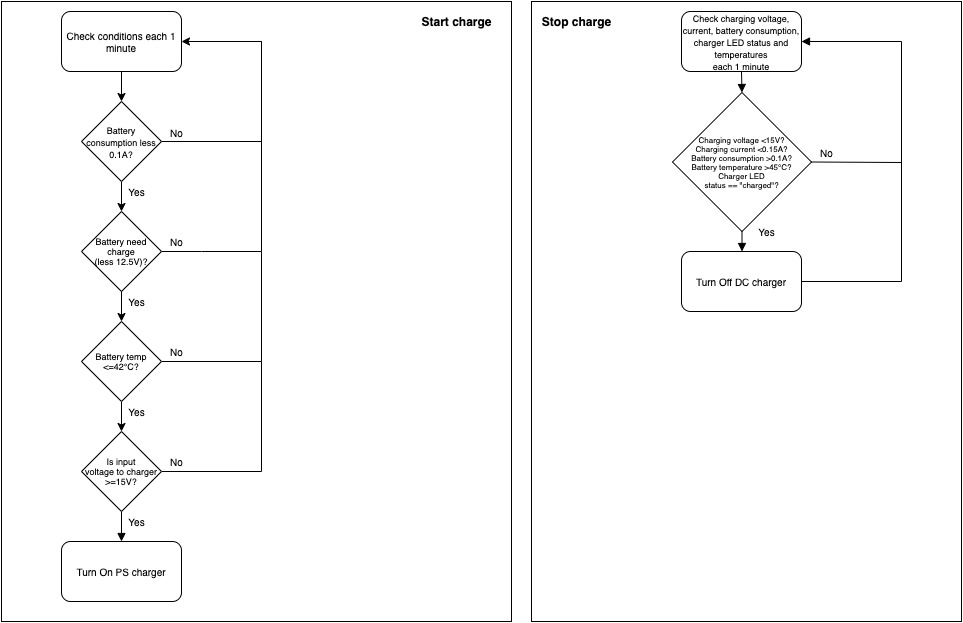 Start charge
Check conditions each 1
minute
Battery
consumption less
0.1A?
No
Yes
Battery need
charge
(less 12.5V)?
No
Yes
Battery temp
<=42°C?
No
Yes
Is input
voltage to charger
>=15V?
No
Yes
Turn On PS charger
Stop charge
Check charging voltage,
current, battery consumption,
charger LED status and
temperatures
each 1 minute
Charging voltage <15V?
Charging current <0.15A?
Battery consumption >0.1A?
Battery temperature >45°C?
Charger LED
status == "charged"?
No
Yes
Turn Off DC charger